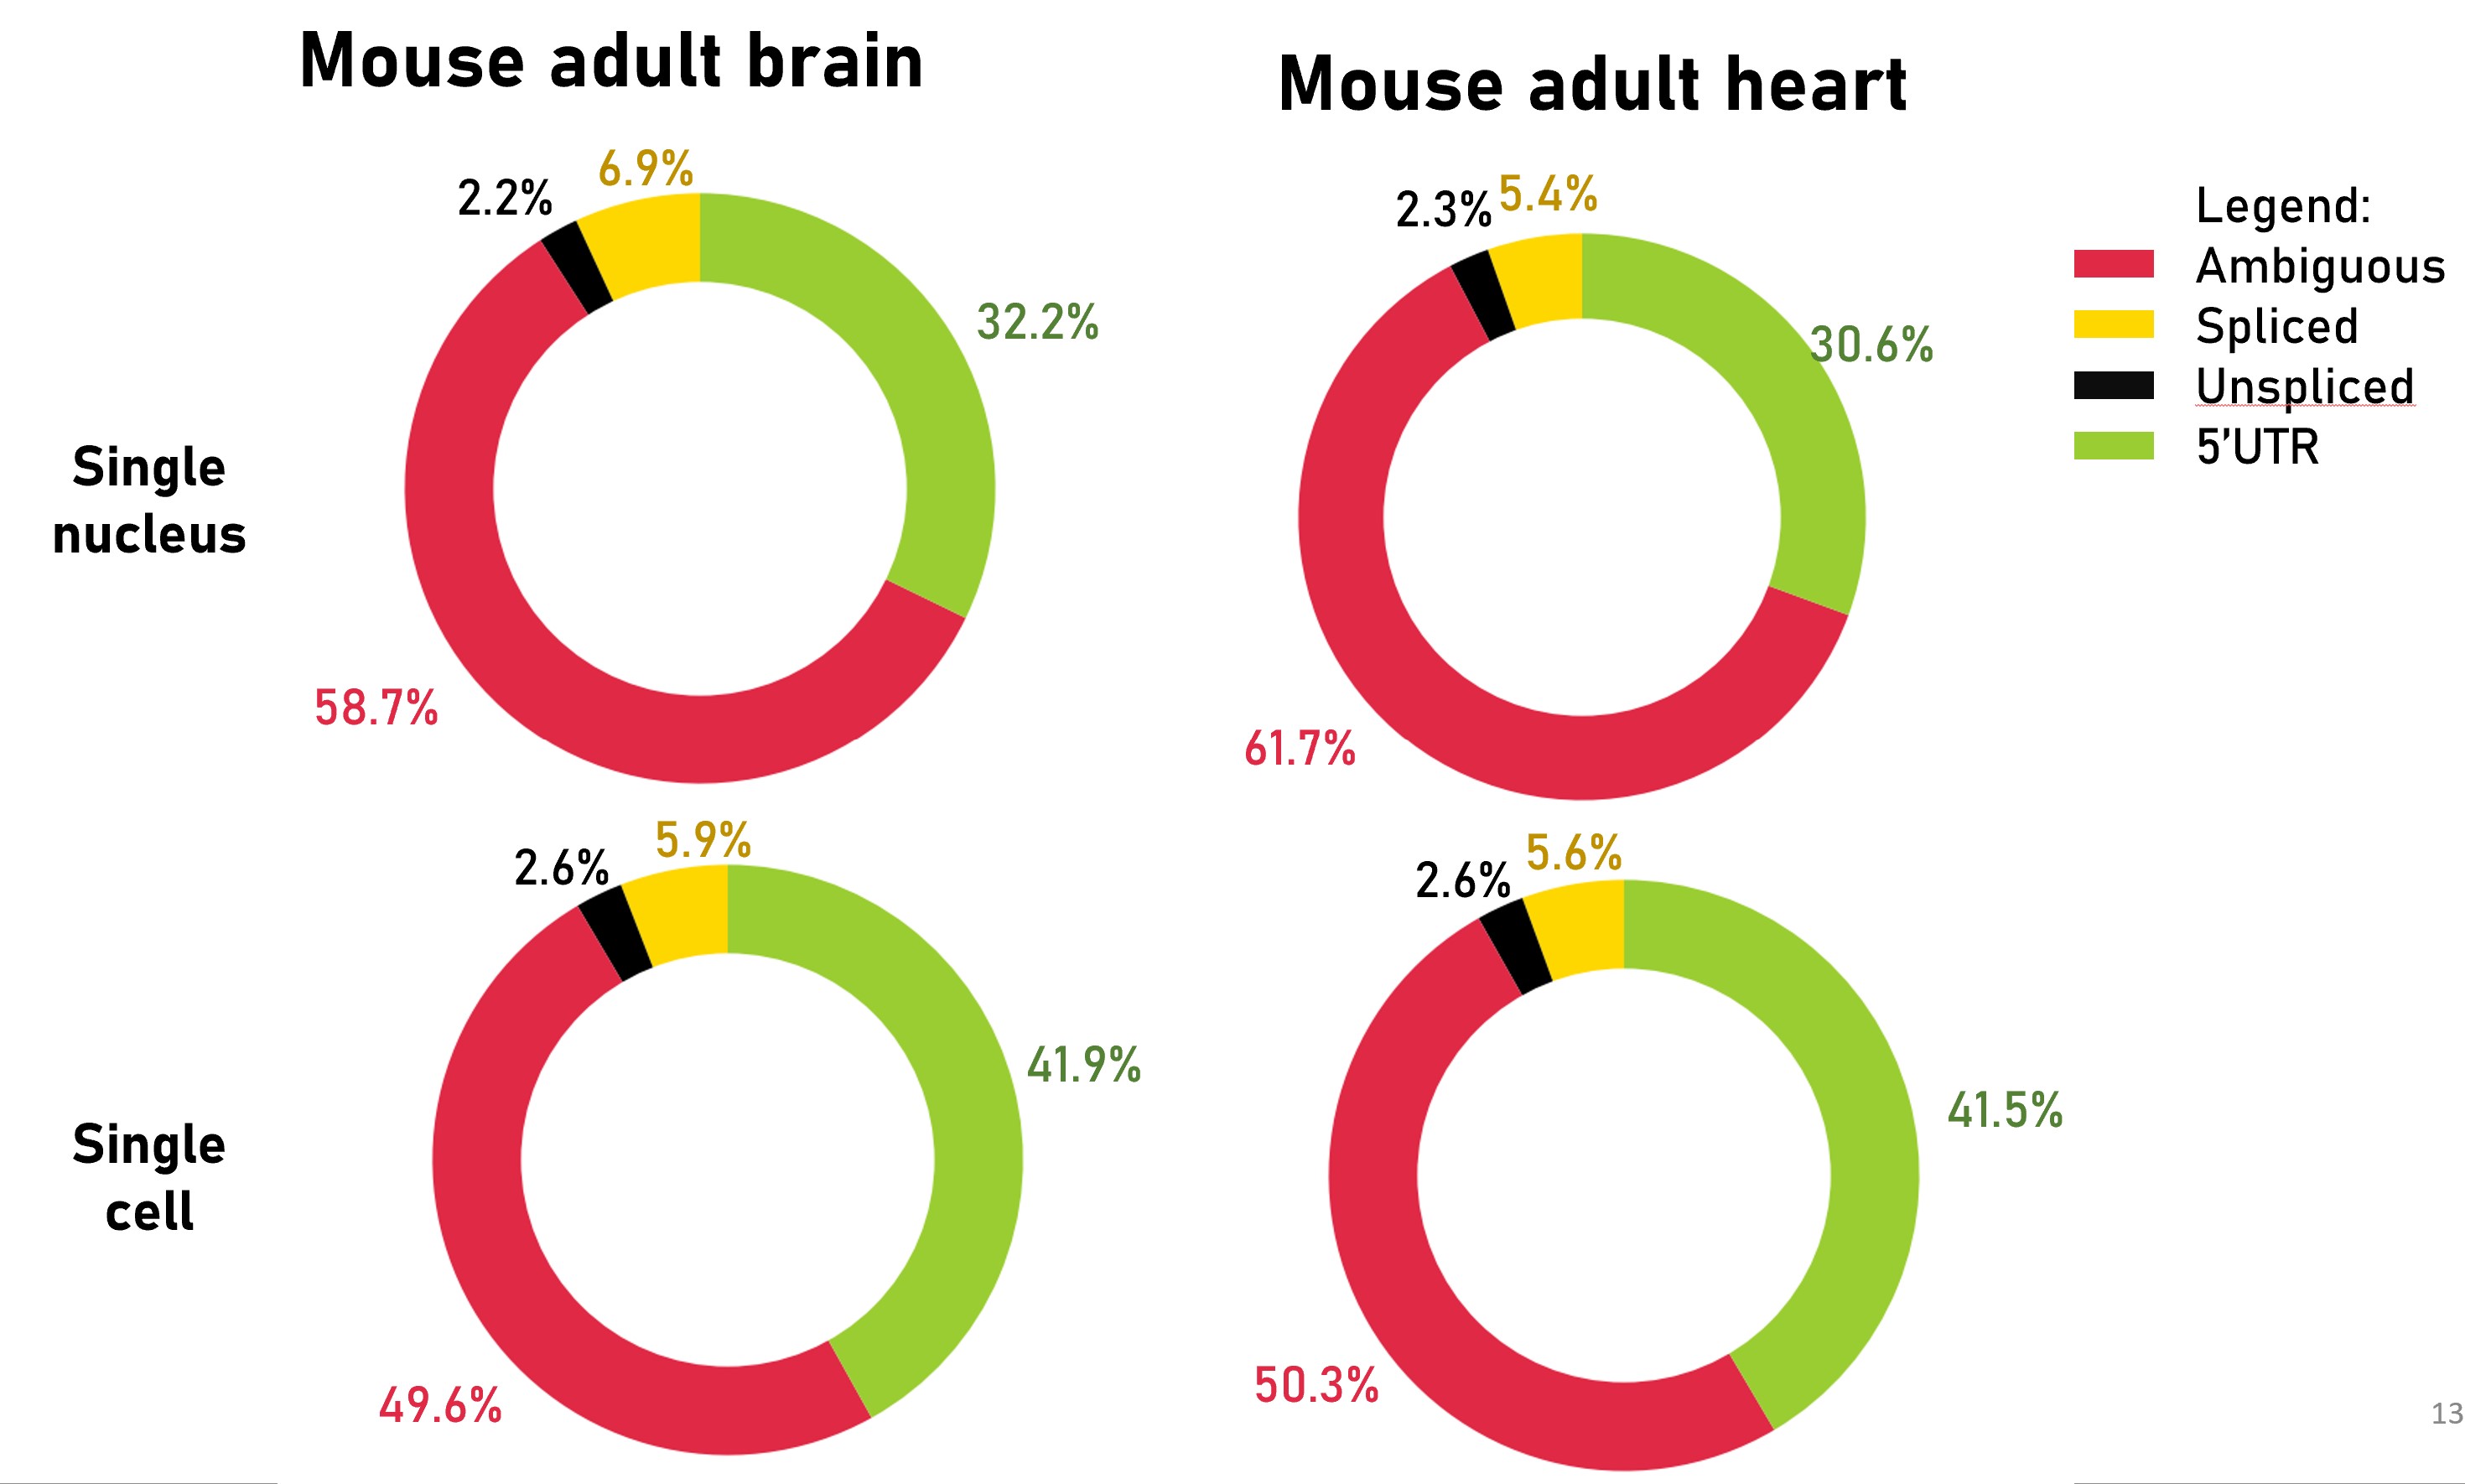 Mouse adult brain
Mouse adult heart
Legend:
Ambiguous
Spliced
Unspliced
5'UTR
Single
nucleus
6.9%
2.2%
32.2%
58.7%
5.4%
2.3%
30.6%
61.7%
Single
cell
5.9%
2.6%
41.9%
49.6%
5.6%
2.6%
41.5%
50.3%
13